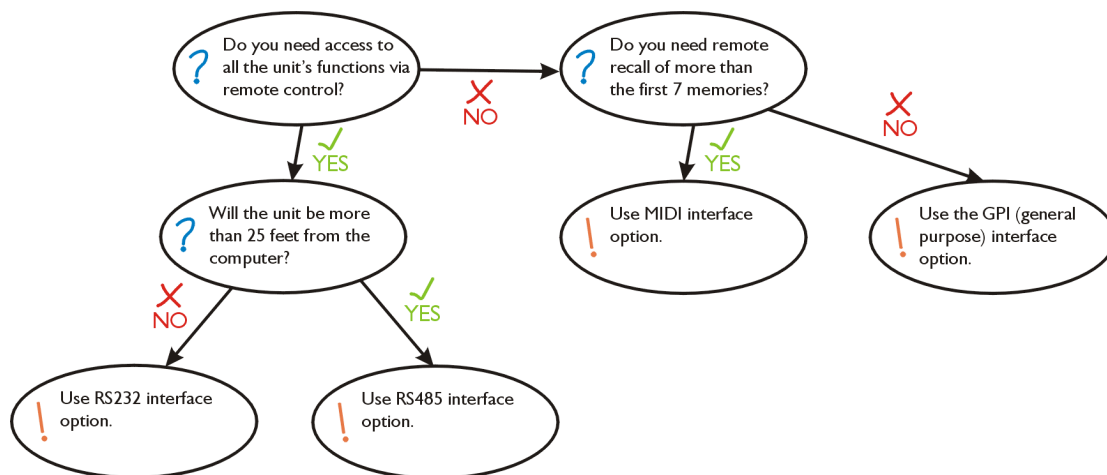 Do you need access to
all the unit's functions via
remote control?
NO
Do you need remote
recall of more than
the first 7 memories?
YES
YES
NO
Will the unit be more
than 25 feet from the
computer?
Use MIDI interface
option.
Use the GPI (general
purpose) interface
option.
NO
YES
Use RS232 interface
option.
Use RS485 interface
option.